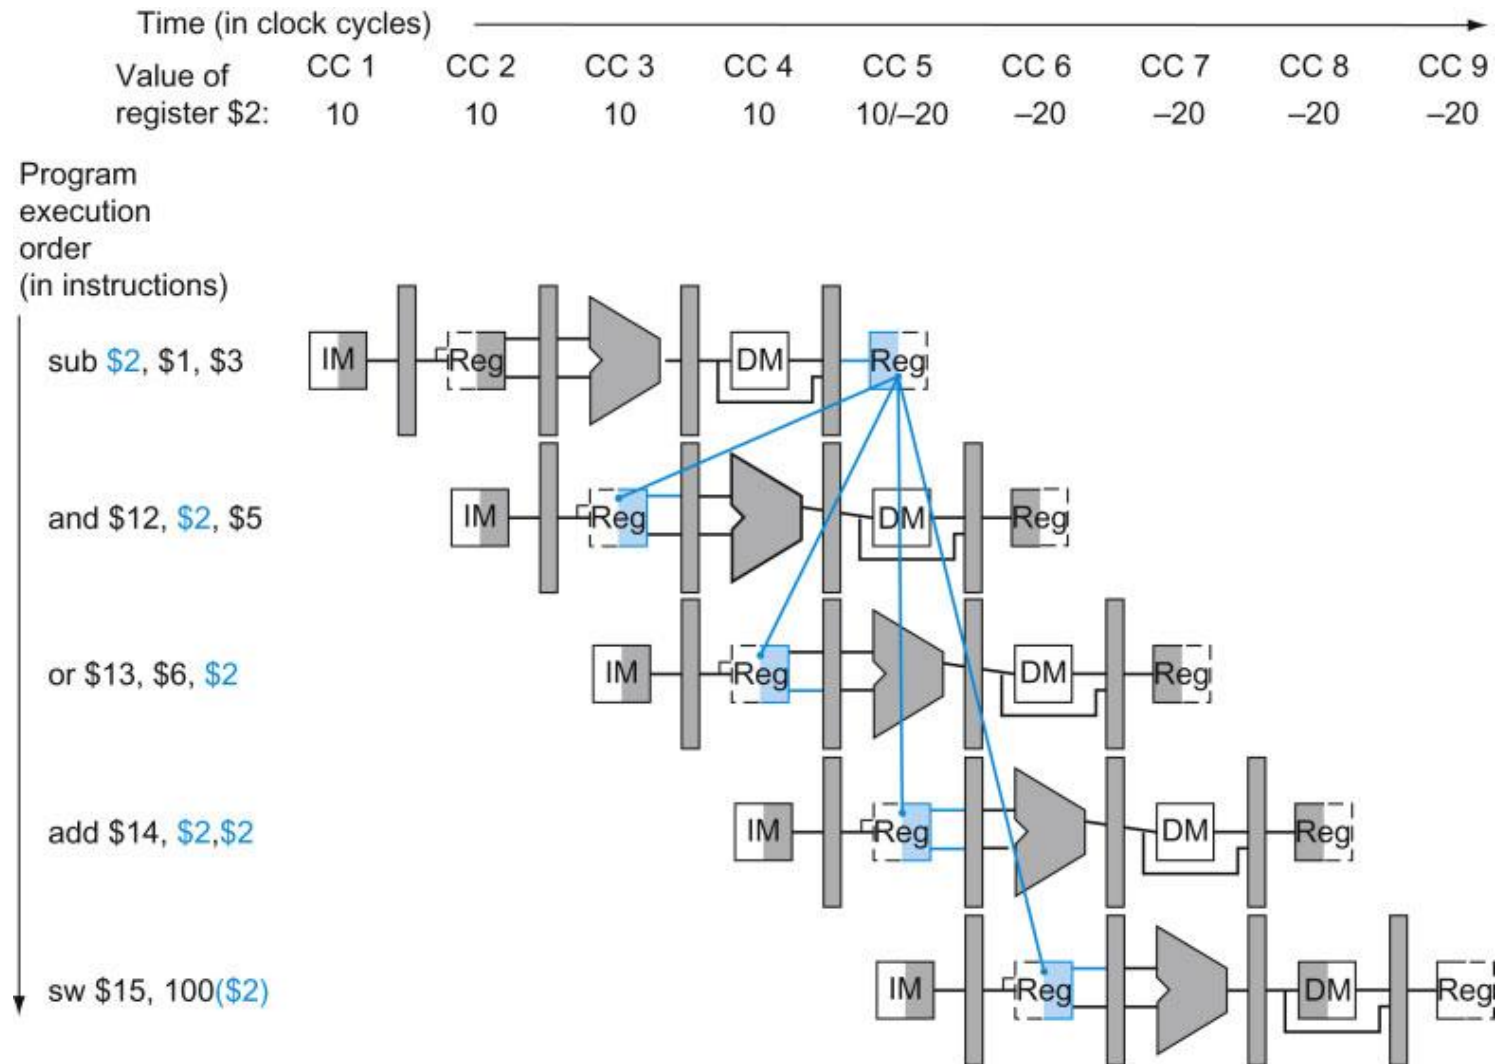 Time (in clock cycles)
Value of register $2:
CC 1 CC 2 CC 3 CC 4 CC 5 CC 6 CC 7 CC 8 CC 9
10 10 10 10 10/–20 –20 –20 –20 –20
Program
execution
order
(in instructions)
sub $2, $1, $3
IM Reg DM Reg
and $12, $2, $5
IM Reg DM Reg
or $13, $6, $2
IM Reg DM Reg
add $14, $2,$2
IM Reg DM Reg
sw $15, 100($2)
IM Reg DM Reg